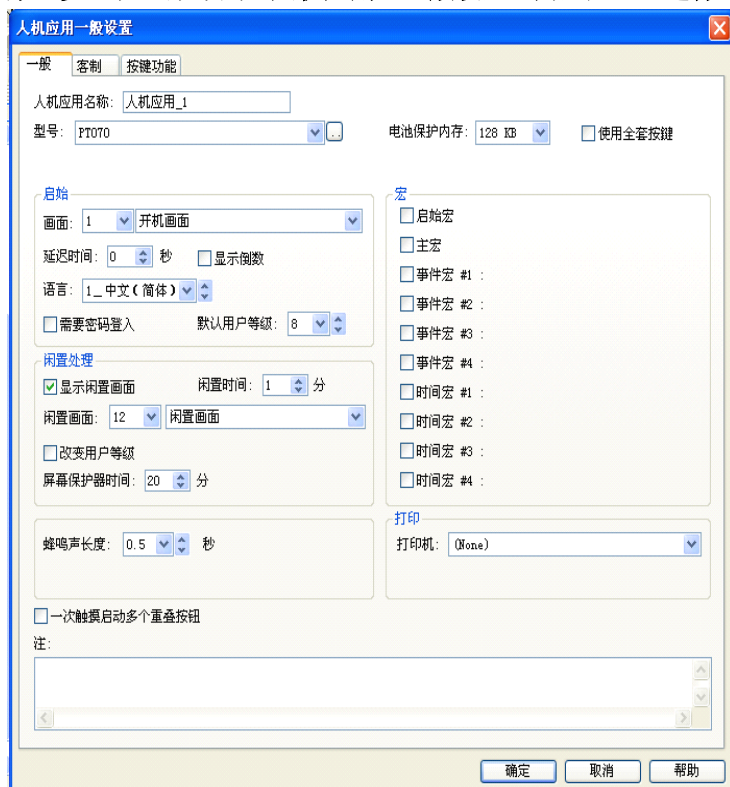 人机应用一般设置
一般 客制 按键功能
人机应用名称: 人机应用_1
型号: PT070 .. 电池保护内存: 128 KB 使用全套按鍵
启始
画面: 1 开机画面
延迟时间: 0 秒 显示倒数
语言: 1_中文(简体)
需要密码登入 默认用户等级: 8
闲置处理
显示闲置画面 闲置时间: 1 分
闲置画面: 12 闲置画面
改变用户等级
屏幕保护器时间: 20 分
蜂鸣声长度: 0.5 秒
宏
启始宏
主宏
事件宏 #1 :
事件宏 #2 :
事件宏 #3 :
事件宏 #4 :
时间宏 #1 :
时间宏 #2 :
时间宏 #3 :
时间宏 #4 :
打印
打印机: (None)
一次触摸启动多个重叠按钮
注:
确定 取消 帮助